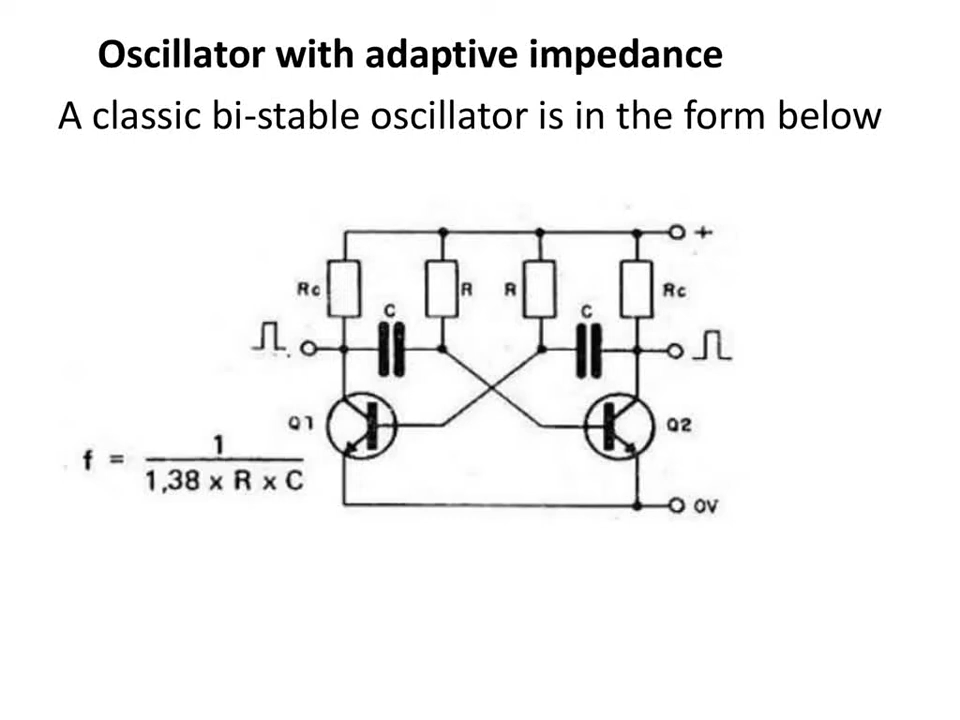 Oscillator with adaptive impedance
A classic bi-stable oscillator is in the form below
+
Rc R R Rc
C C
Q1 Q2
f = 1
1,38 x R x C
0V